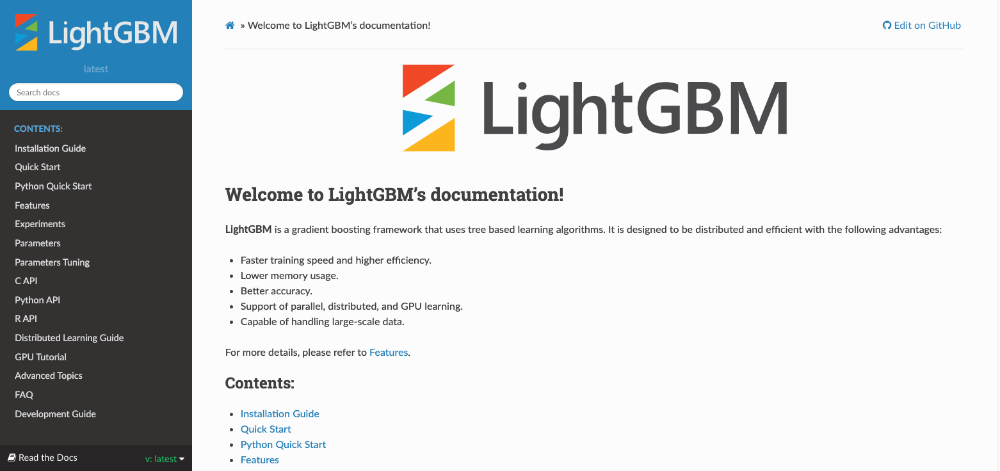 LightGBM
latest
Search docs
CONTENTS:
Installation Guide
Quick Start
Python Quick Start
Features
Experiments
Parameters
Parameters Tuning
C API
Python API
R API
Distributed Learning Guide
GPU Tutorial
Advanced Topics
FAQ
Development Guide
Read the Docs v: latest
» Welcome to LightGBM’s documentation! Edit on GitHub
LightGBM
Welcome to LightGBM’s documentation!
LightGBM is a gradient boosting framework that uses tree based learning algorithms. It is designed to be distributed and efficient with the following advantages:
• Faster training speed and higher efficiency.
• Lower memory usage.
• Better accuracy.
• Support of parallel, distributed, and GPU learning.
• Capable of handling large-scale data.
For more details, please refer to Features.
Contents:
• Installation Guide
• Quick Start
• Python Quick Start
• Features